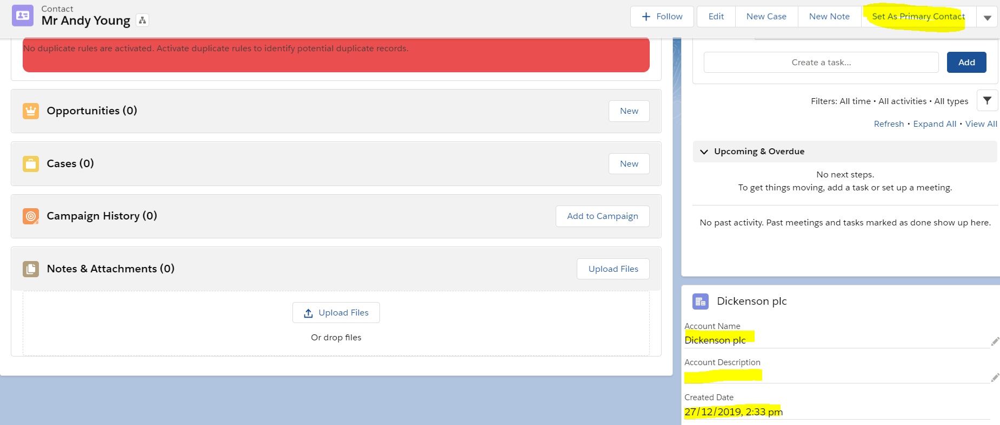 Contact
Mr Andy Young
Follow
Edit
New Case
New Note
Set As Primary Contact
No duplicate rules are activated. Activate duplicate rules to identify potential duplicate records.
Opportunities (0)
New
Cases (0)
New
Campaign History (0)
Add to Campaign
Notes & Attachments (0)
Upload Files
Upload Files
Or drop files
Create a task...
Add
Filters: All time • All activities • All types
Refresh • Expand All • View All
Upcoming & Overdue
No next steps.
To get things moving, add a task or set up a meeting.
No past activity. Past meetings and tasks marked as done show up here.
Dickenson plc
Account Name
Dickenson plc
Account Description
Created Date
27/12/2019, 2:33 pm